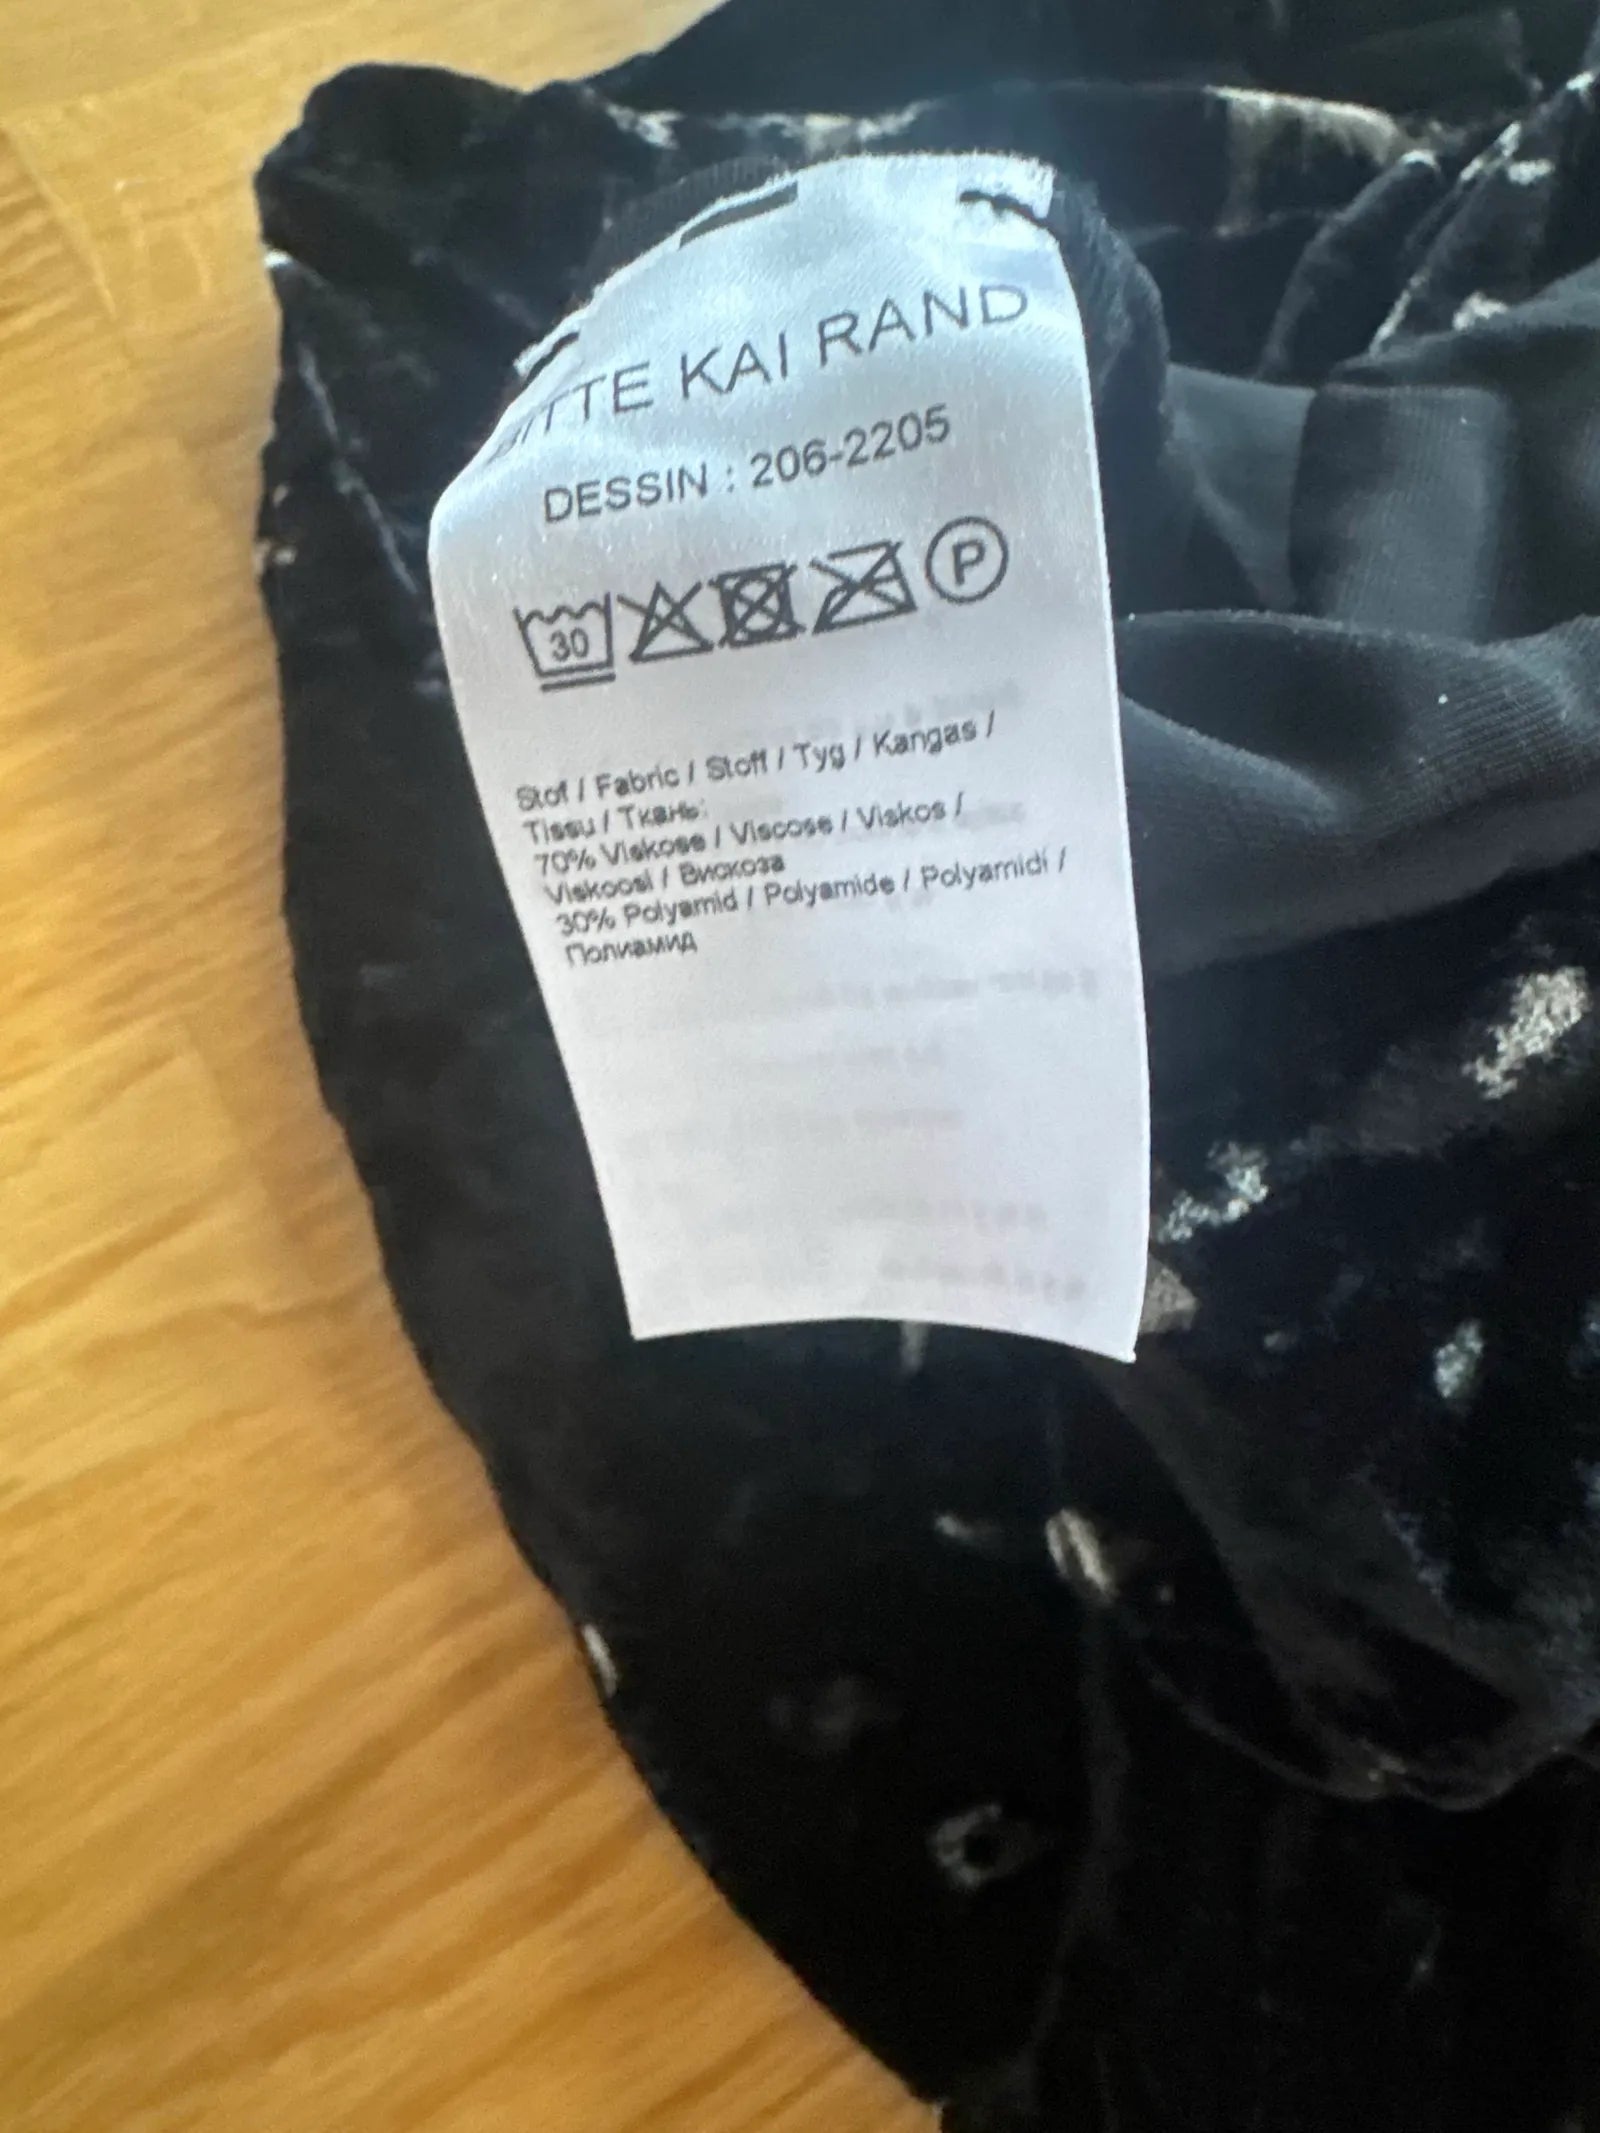 BITTE KAI RAND
DESSIN : 206-2205
30
P
Stof / Fabric / Stoff / Tyg / Kangas /
Tissu / Ткань:
70% Viskose / Viscose / Viskos /
Viskoosi / Вискоза
30% Polyamid / Polyamide / Polyamidi /
Полиамид